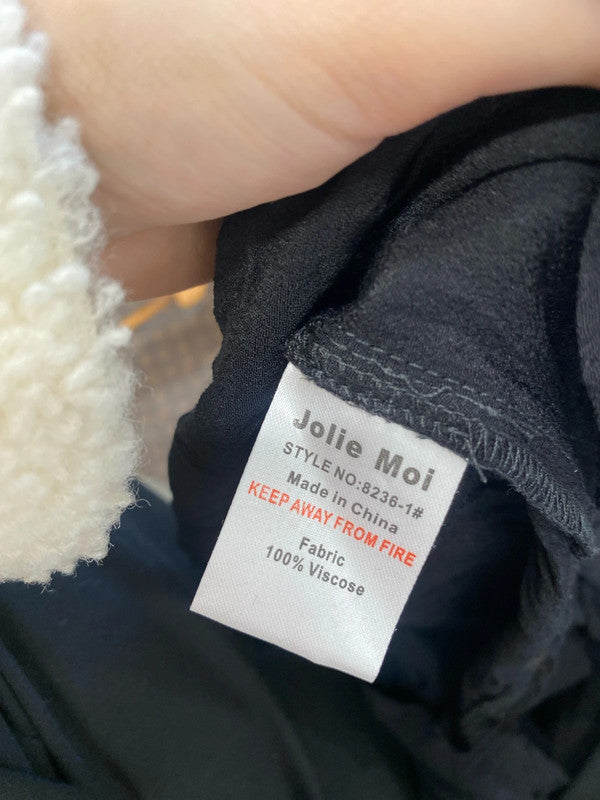 Jolie Moi
STYLE NO:8236-1#
Made in China
KEEP AWAY FROM FIRE
Fabric
100% Viscose